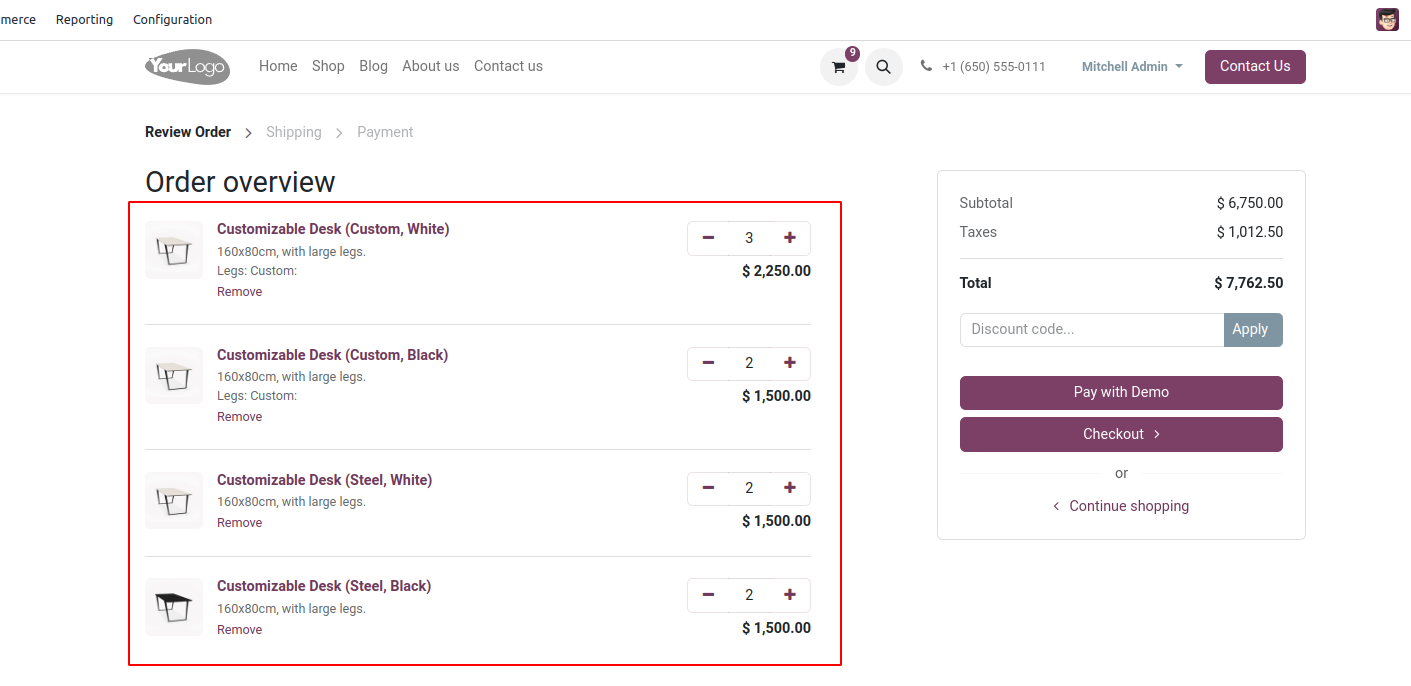 merce Reporting Configuration
YourLogo Home Shop Blog About us Contact us 9 +1 (650) 555-0111 Mitchell Admin Contact Us
Review Order > Shipping > Payment
Order overview
Customizable Desk (Custom, White)
160x80cm, with large legs.
Legs: Custom:
Remove
3
$ 2,250.00
Customizable Desk (Custom, Black)
160x80cm, with large legs.
Legs: Custom:
Remove
2
$ 1,500.00
Customizable Desk (Steel, White)
160x80cm, with large legs.
Remove
2
$ 1,500.00
Customizable Desk (Steel, Black)
160x80cm, with large legs.
Remove
2
$ 1,500.00
Subtotal $ 6,750.00
Taxes $ 1,012.50
Total $ 7,762.50
Discount code... Apply
Pay with Demo
Checkout >
or
< Continue shopping